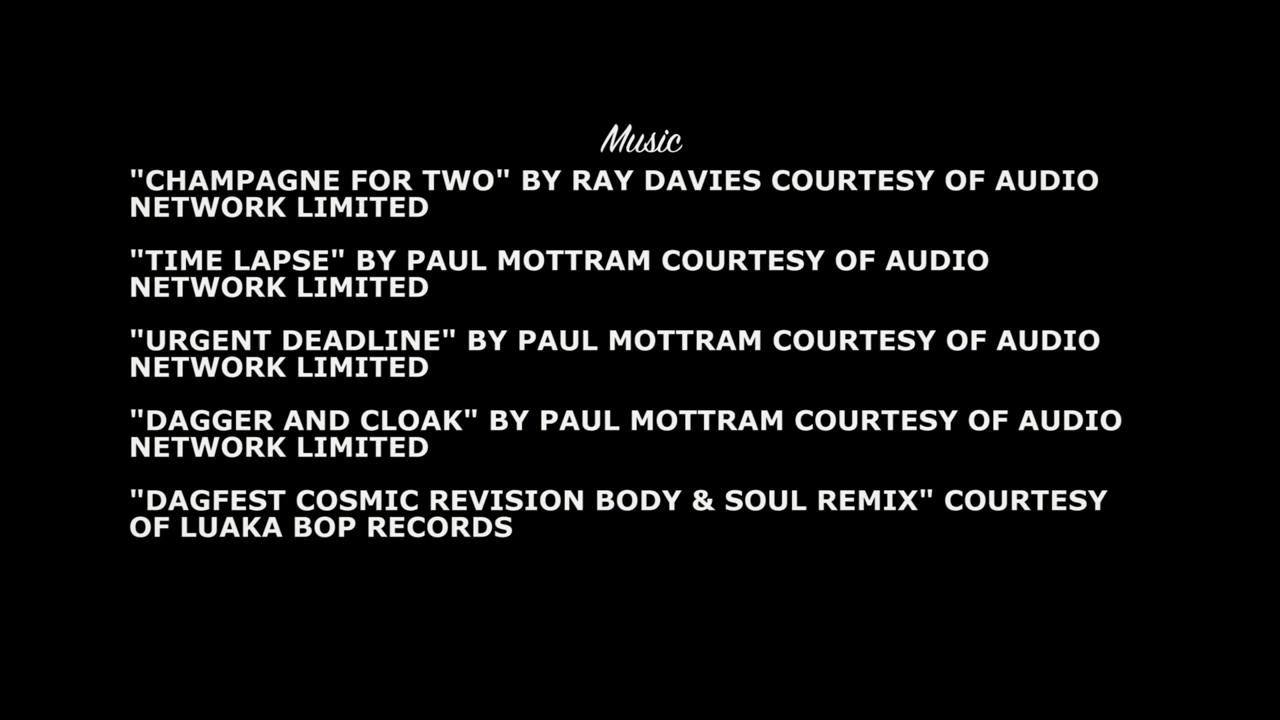 Music
"CHAMPAGNE FOR TWO" BY RAY DAVIES COURTESY OF AUDIO
NETWORK LIMITED
"TIME LAPSE" BY PAUL MOTTRAM COURTESY OF AUDIO
NETWORK LIMITED
"URGENT DEADLINE" BY PAUL MOTTRAM COURTESY OF AUDIO
NETWORK LIMITED
"DAGGER AND CLOAK" BY PAUL MOTTRAM COURTESY OF AUDIO
NETWORK LIMITED
"DAGFEST COSMIC REVISION BODY & SOUL REMIX" COURTESY
OF LUAKA BOP RECORDS